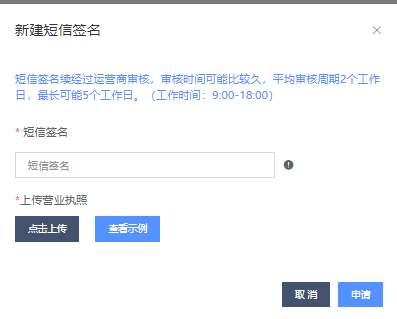 新建短信签名
短信签名续经过运营商审核，审核时间可能比较久，平均审核周期2个工作
日，最长可能5个工作日。（工作时间：9:00-18:00）
* 短信签名
短信签名
*上传营业执照
点击上传 查看示例
取消 申请